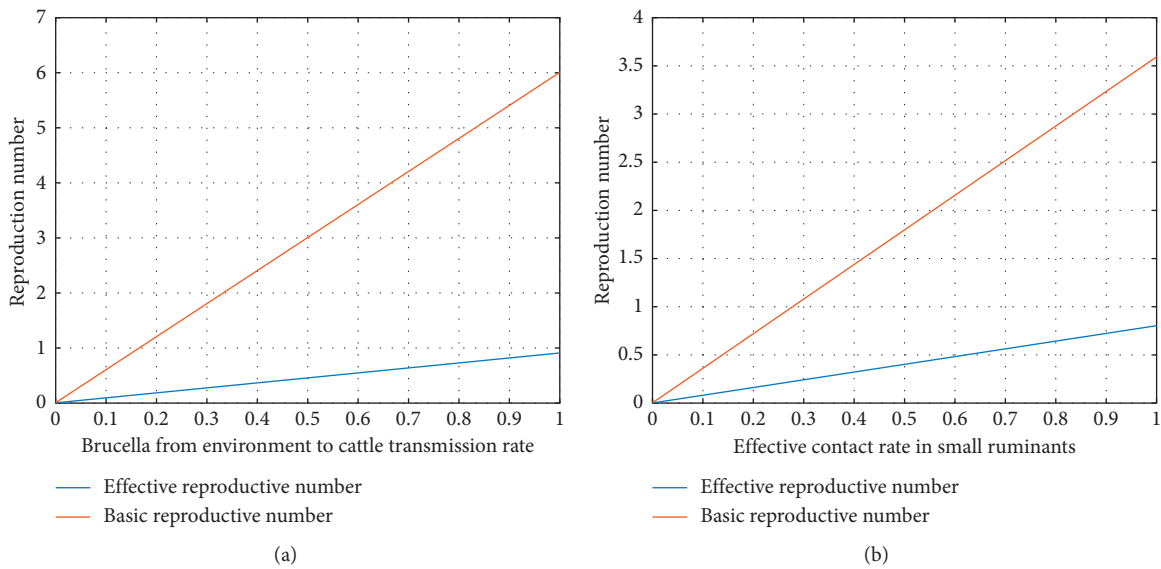 7
6
5
4
3
2
1
0
Reproduction number
0 0.1 0.2 0.3 0.4 0.5 0.6 0.7 0.8 0.9 1
Brucella from environment to cattle transmission rate
Effective reproductive number
Basic reproductive number
(a)
4
3.5
3
2.5
2
1.5
1
0.5
0
Reproduction number
0 0.1 0.2 0.3 0.4 0.5 0.6 0.7 0.8 0.9 1
Effective contact rate in small ruminants
Effective reproductive number
Basic reproductive number
(b)